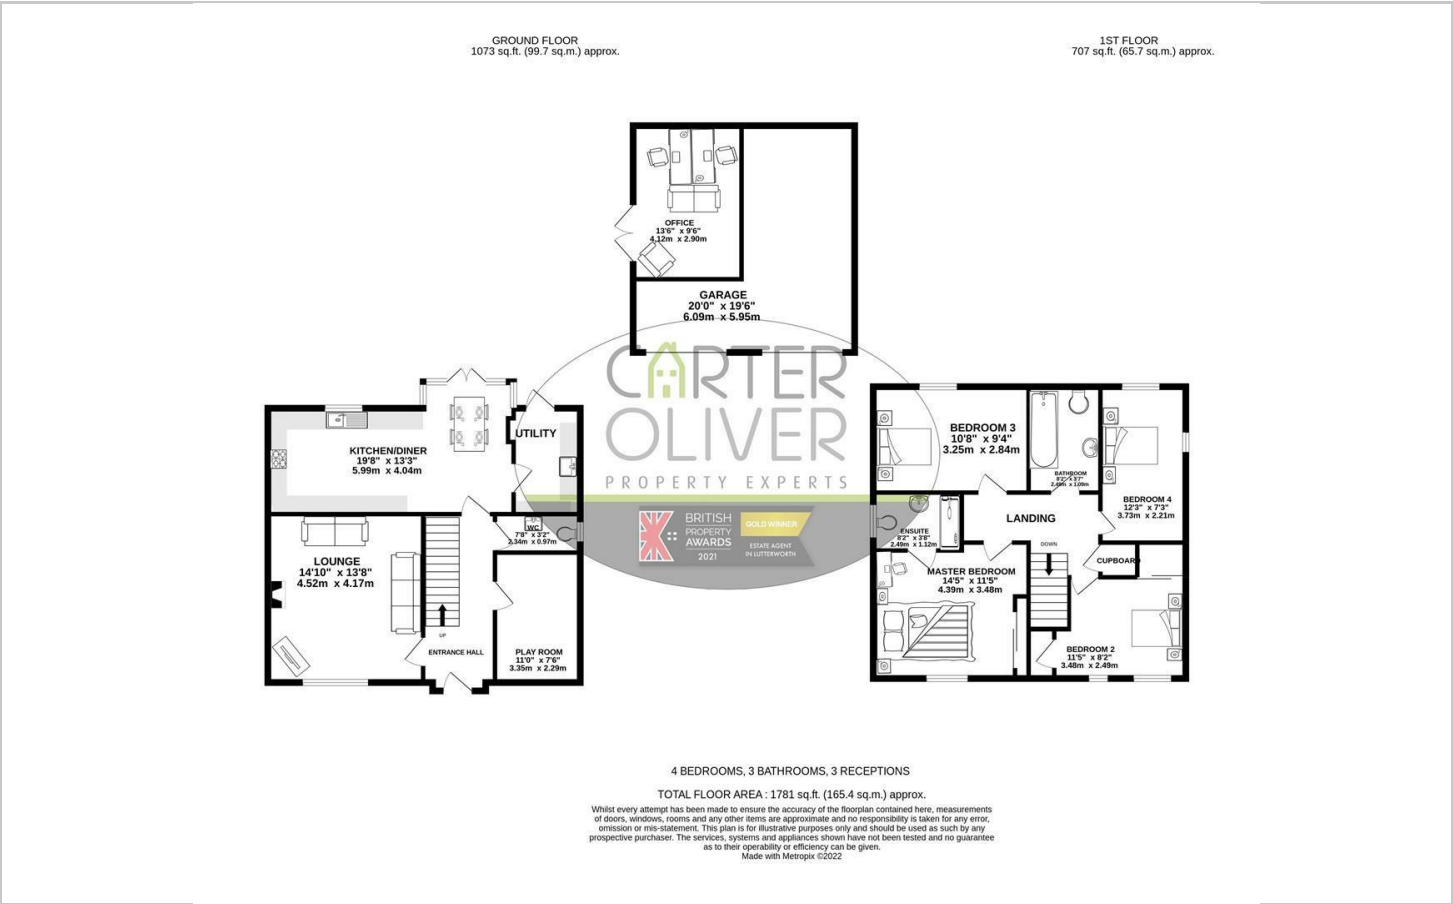 GROUND FLOOR
1073 sq.ft. (99.7 sq.m.) approx.
1ST FLOOR
707 sq.ft. (65.7 sq.m.) approx.
OFFICE
13'6" x 9'6"
4.12m x 2.90m
GARAGE
20'0" x 19'6"
6.09m x 5.95m
CARTER
OLIVER
PROPERTY EXPERTS
BRITISH
PROPERTY
AWARDS
2021
GOLD WINNER
ESTATE AGENT
IN LUTTERWORTH
KITCHEN/DINER
19'8" x 13'3"
5.99m x 4.04m
UTILITY
WC
7'8" x 3'2"
2.34m x 0.97m
LOUNGE
14'10" x 13'8"
4.52m x 4.17m
UP
ENTRANCE HALL
PLAY ROOM
11'0" x 7'6"
3.35m x 2.29m
BEDROOM 3
10'8" x 9'4"
3.25m x 2.84m
BATHROOM
8'2" x 3'7"
BEDROOM 4
12'3" x 7'3"
3.73m x 2.21m
ENSUITE
8'2" x 3'8"
2.49m x 1.12m
LANDING
DOWN
CUPBOARD
MASTER BEDROOM
14'5" x 11'5"
4.39m x 3.48m
BEDROOM 2
11'5" x 8'2"
3.48m x 2.49m
4 BEDROOMS, 3 BATHROOMS, 3 RECEPTIONS
TOTAL FLOOR AREA : 1781 sq.ft. (165.4 sq.m.) approx.
Whilst every attempt has been made to ensure the accuracy of the floorplan contained here, measurements
of doors, windows, rooms and any other items are approximate and no responsibility is taken for any error,
omission or mis-statement. This plan is for illustrative purposes only and should be used as such by any
prospective purchaser. The services, systems and appliances shown have not been tested and no guarantee
as to their operability or efficiency can be given.
Made with Metropix ©2022